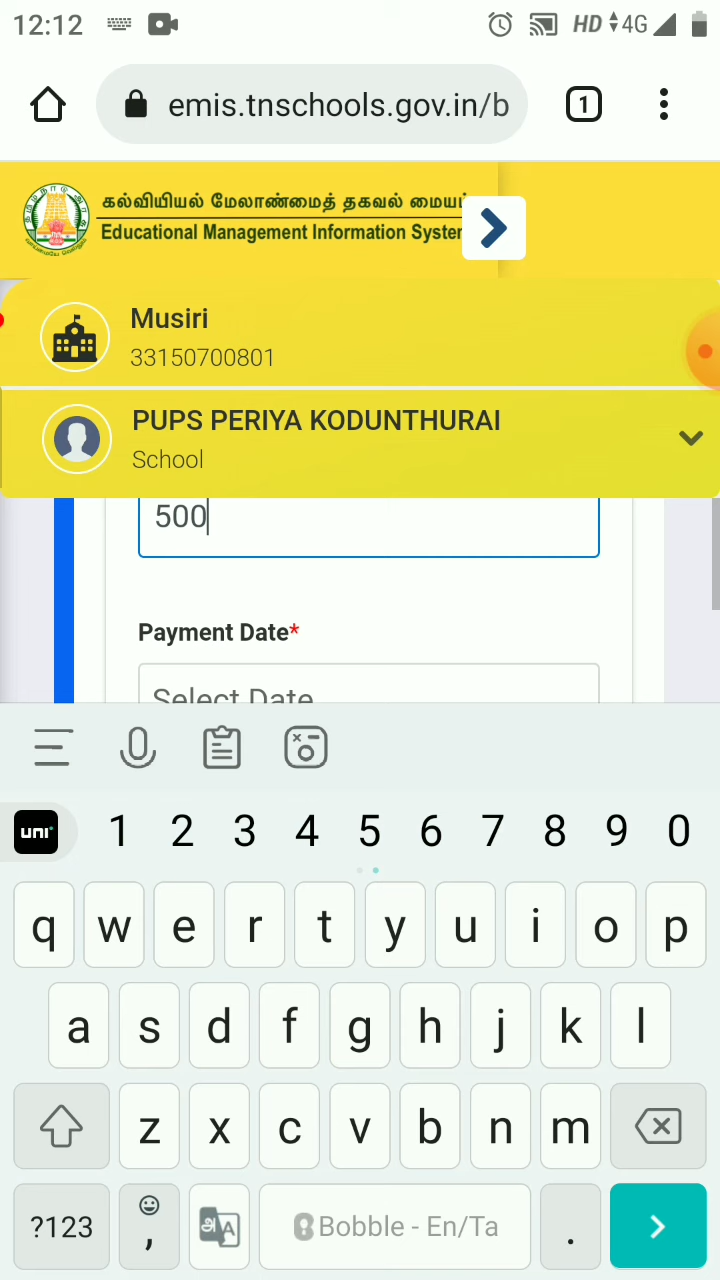 12:12
HD 4G
emis.tnschools.gov.in/b
1
கல்வியியல் மேலாண்மைத் தகவல் மைய
Educational Management Information System
Musiri
33150700801
PUPS PERIYA KODUNTHURAI
School
500
Payment Date*
Select Date
uni
1 2 3 4 5 6 7 8 9 0
q w e r t y u i o p
a s d f g h j k l
z x c v b n m
?123 , அ A Bobble - En/Ta .